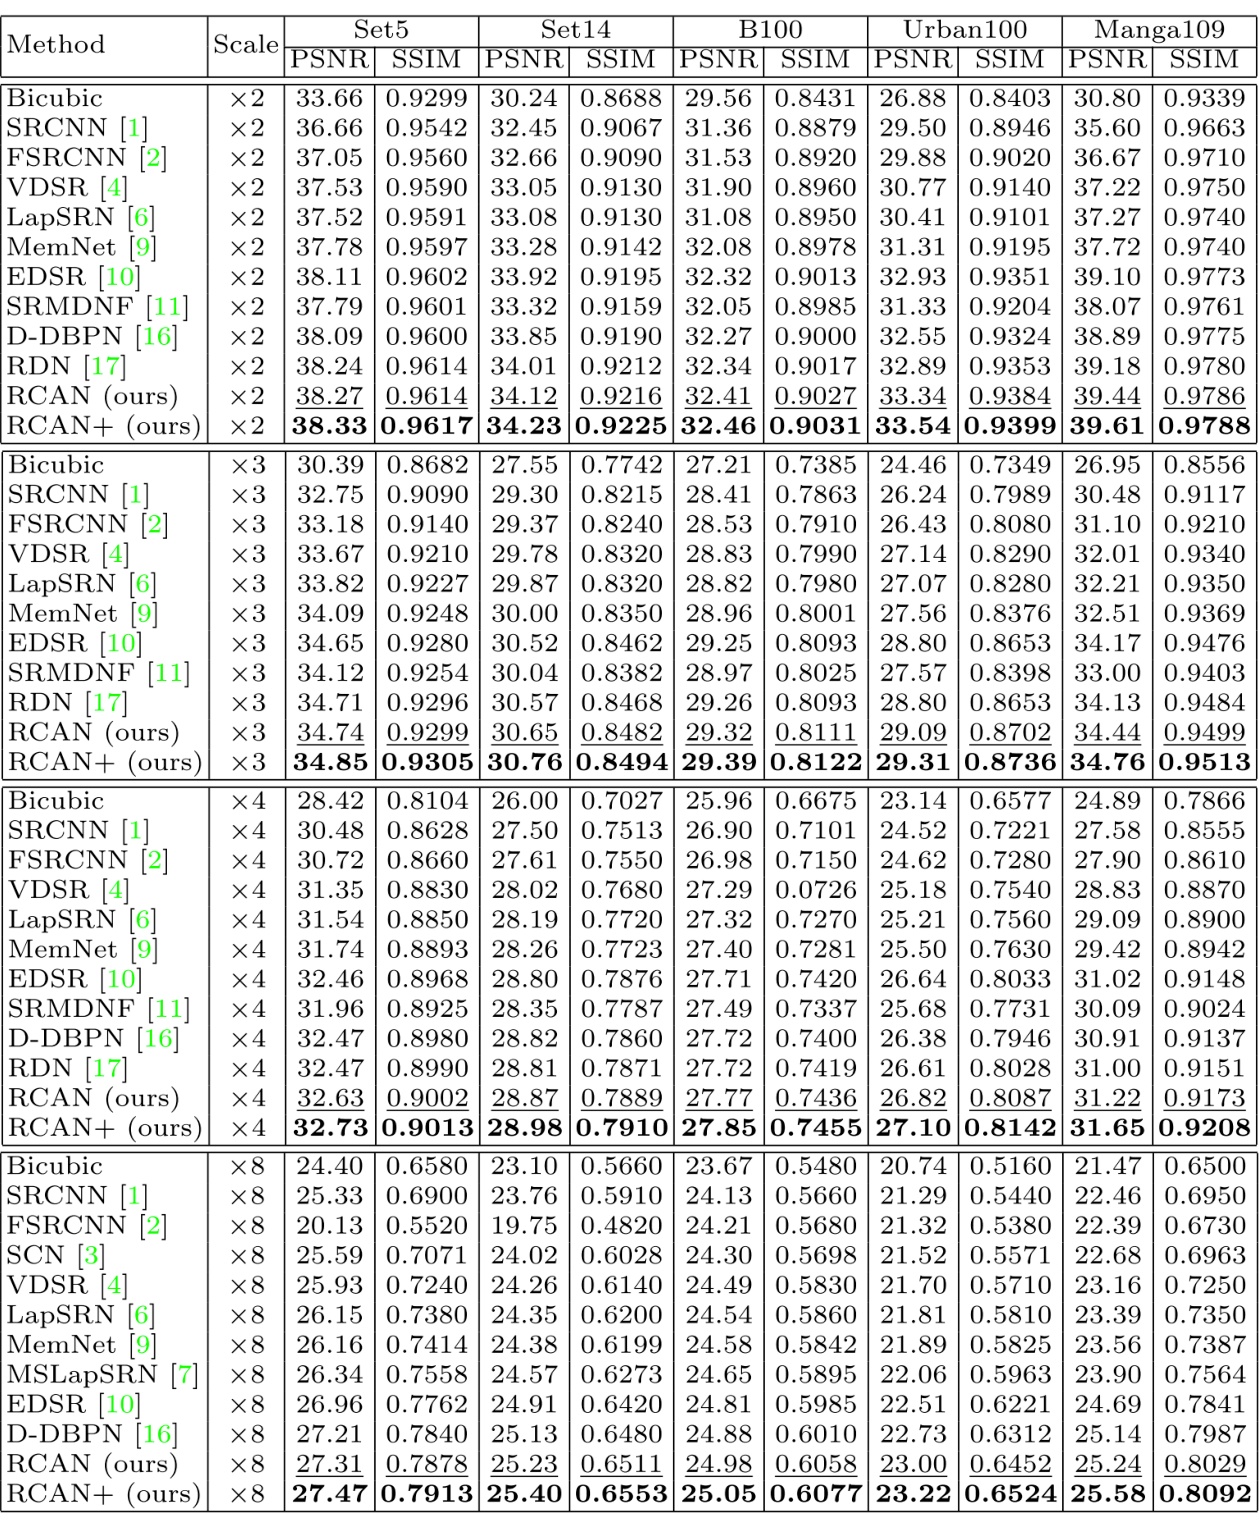 Method Scale Set5 Set14 B100 Urban100 Manga109
PSNR SSIM PSNR SSIM PSNR SSIM PSNR SSIM PSNR SSIM
Bicubic ×2 33.66 0.9299 30.24 0.8688 29.56 0.8431 26.88 0.8403 30.80 0.9339
SRCNN [1] ×2 36.66 0.9542 32.45 0.9067 31.36 0.8879 29.50 0.8946 35.60 0.9663
FSRCNN [2] ×2 37.05 0.9560 32.66 0.9090 31.53 0.8920 29.88 0.9020 36.67 0.9710
VDSR [4] ×2 37.53 0.9590 33.05 0.9130 31.90 0.8960 30.77 0.9140 37.22 0.9750
LapSRN [6] ×2 37.52 0.9591 33.08 0.9130 31.08 0.8950 30.41 0.9101 37.27 0.9740
MemNet [9] ×2 37.78 0.9597 33.28 0.9142 32.08 0.8978 31.31 0.9195 37.72 0.9740
EDSR [10] ×2 38.11 0.9602 33.92 0.9195 32.32 0.9013 32.93 0.9351 39.10 0.9773
SRMDNF [11] ×2 37.79 0.9601 33.32 0.9159 32.05 0.8985 31.33 0.9204 38.07 0.9761
D-DBPN [16] ×2 38.09 0.9600 33.85 0.9190 32.27 0.9000 32.55 0.9324 38.89 0.9775
RDN [17] ×2 38.24 0.9614 34.01 0.9212 32.34 0.9017 32.89 0.9353 39.18 0.9780
RCAN (ours) ×2 38.27 0.9614 34.12 0.9216 32.41 0.9027 33.34 0.9384 39.44 0.9786
RCAN+ (ours) ×2 38.33 0.9617 34.23 0.9225 32.46 0.9031 33.54 0.9399 39.61 0.9788
Bicubic ×3 30.39 0.8682 27.55 0.7742 27.21 0.7385 24.46 0.7349 26.95 0.8556
SRCNN [1] ×3 32.75 0.9090 29.30 0.8215 28.41 0.7863 26.24 0.7989 30.48 0.9117
FSRCNN [2] ×3 33.18 0.9140 29.37 0.8240 28.53 0.7910 26.43 0.8080 31.10 0.9210
VDSR [4] ×3 33.67 0.9210 29.78 0.8320 28.83 0.7990 27.14 0.8290 32.01 0.9340
LapSRN [6] ×3 33.82 0.9227 29.87 0.8320 28.82 0.7980 27.07 0.8280 32.21 0.9350
MemNet [9] ×3 34.09 0.9248 30.00 0.8350 28.96 0.8001 27.56 0.8376 32.51 0.9369
EDSR [10] ×3 34.65 0.9280 30.52 0.8462 29.25 0.8093 28.80 0.8653 34.17 0.9476
SRMDNF [11] ×3 34.12 0.9254 30.04 0.8382 28.97 0.8025 27.57 0.8398 33.00 0.9403
RDN [17] ×3 34.71 0.9296 30.57 0.8468 29.26 0.8093 28.80 0.8653 34.13 0.9484
RCAN (ours) ×3 34.74 0.9299 30.65 0.8482 29.32 0.8111 29.09 0.8702 34.44 0.9499
RCAN+ (ours) ×3 34.85 0.9305 30.76 0.8494 29.39 0.8122 29.31 0.8736 34.76 0.9513
Bicubic ×4 28.42 0.8104 26.00 0.7027 25.96 0.6675 23.14 0.6577 24.89 0.7866
SRCNN [1] ×4 30.48 0.8628 27.50 0.7513 26.90 0.7101 24.52 0.7221 27.58 0.8555
FSRCNN [2] ×4 30.72 0.8660 27.61 0.7550 26.98 0.7150 24.62 0.7280 27.90 0.8610
VDSR [4] ×4 31.35 0.8830 28.02 0.7680 27.29 0.0726 25.18 0.7540 28.83 0.8870
LapSRN [6] ×4 31.54 0.8850 28.19 0.7720 27.32 0.7270 25.21 0.7560 29.09 0.8900
MemNet [9] ×4 31.74 0.8893 28.26 0.7723 27.40 0.7281 25.50 0.7630 29.42 0.8942
EDSR [10] ×4 32.46 0.8968 28.80 0.7876 27.71 0.7420 26.64 0.8033 31.02 0.9148
SRMDNF [11] ×4 31.96 0.8925 28.35 0.7787 27.49 0.7337 25.68 0.7731 30.09 0.9024
D-DBPN [16] ×4 32.47 0.8980 28.82 0.7860 27.72 0.7400 26.38 0.7946 30.91 0.9137
RDN [17] ×4 32.47 0.8990 28.81 0.7871 27.72 0.7419 26.61 0.8028 31.00 0.9151
RCAN (ours) ×4 32.63 0.9002 28.87 0.7889 27.77 0.7436 26.82 0.8087 31.22 0.9173
RCAN+ (ours) ×4 32.73 0.9013 28.98 0.7910 27.85 0.7455 27.10 0.8142 31.65 0.9208
Bicubic ×8 24.40 0.6580 23.10 0.5660 23.67 0.5480 20.74 0.5160 21.47 0.6500
SRCNN [1] ×8 25.33 0.6900 23.76 0.5910 24.13 0.5660 21.29 0.5440 22.46 0.6950
FSRCNN [2] ×8 20.13 0.5520 19.75 0.4820 24.21 0.5680 21.32 0.5380 22.39 0.6730
SCN [3] ×8 25.59 0.7071 24.02 0.6028 24.30 0.5698 21.52 0.5571 22.68 0.6963
VDSR [4] ×8 25.93 0.7240 24.26 0.6140 24.49 0.5830 21.70 0.5710 23.16 0.7250
LapSRN [6] ×8 26.15 0.7380 24.35 0.6200 24.54 0.5860 21.81 0.5810 23.39 0.7350
MemNet [9] ×8 26.16 0.7414 24.38 0.6199 24.58 0.5842 21.89 0.5825 23.56 0.7387
MSLapSRN [7] ×8 26.34 0.7558 24.57 0.6273 24.65 0.5895 22.06 0.5963 23.90 0.7564
EDSR [10] ×8 26.96 0.7762 24.91 0.6420 24.81 0.5985 22.51 0.6221 24.69 0.7841
D-DBPN [16] ×8 27.21 0.7840 25.13 0.6480 24.88 0.6010 22.73 0.6312 25.14 0.7987
RCAN (ours) ×8 27.31 0.7878 25.23 0.6511 24.98 0.6058 23.00 0.6452 25.24 0.8029
RCAN+ (ours) ×8 27.47 0.7913 25.40 0.6553 25.05 0.6077 23.22 0.6524 25.58 0.8092